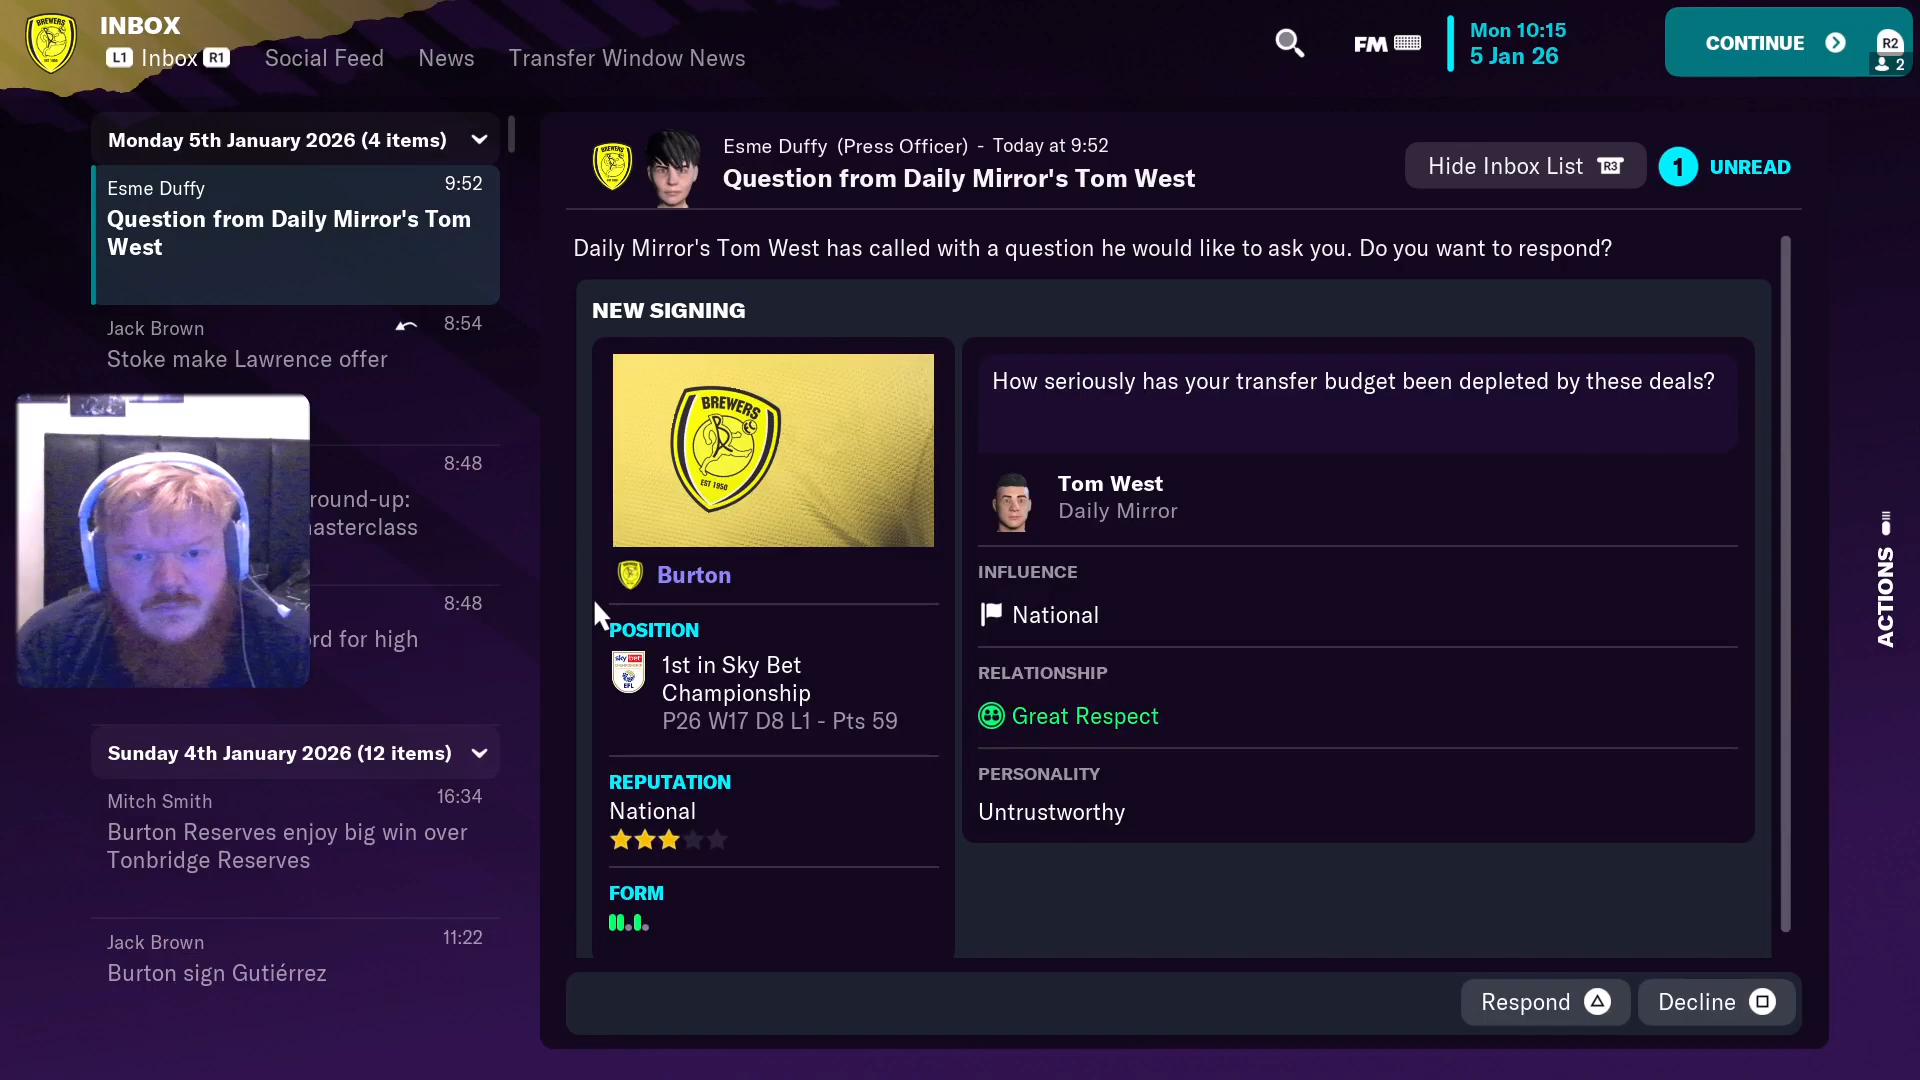 INBOX
L1 Inbox R1 Social Feed News Transfer Window News
FM
Mon 10:15
5 Jan 26
CONTINUE
R2
2
Monday 5th January 2026 (4 items)
Esme Duffy 9:52
Question from Daily Mirror's Tom
West
Jack Brown 8:54
Stoke make Lawrence offer
8:48
round-up:
asterclass
8:48
rd for high
Sunday 4th January 2026 (12 items)
Mitch Smith 16:34
Burton Reserves enjoy big win over
Tonbridge Reserves
Jack Brown 11:22
Burton sign Gutiérrez
Esme Duffy (Press Officer) - Today at 9:52
Question from Daily Mirror's Tom West
Hide Inbox List R3
1 UNREAD
Daily Mirror's Tom West has called with a question he would like to ask you. Do you want to respond?
NEW SIGNING
BREWERS
EST 1950
Burton
POSITION
sky bet
EFL
1st in Sky Bet
Championship
P26 W17 D8 L1 - Pts 59
REPUTATION
National
FORM
How seriously has your transfer budget been depleted by these deals?
Tom West
Daily Mirror
INFLUENCE
National
RELATIONSHIP
Great Respect
PERSONALITY
Untrustworthy
ACTIONS
Respond
Decline